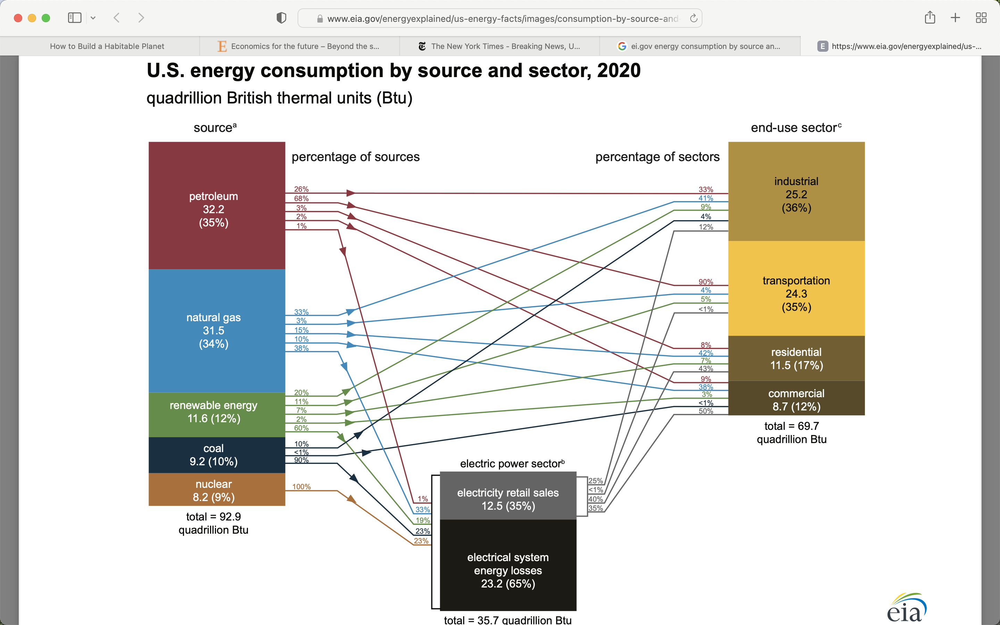 www.eia.gov/energyexplained/us-energy-facts/images/consumption-by-source-and-
How to Build a Habitable Planet
E Economics for the future – Beyond the s...
T The New York Times - Breaking News, U...
G ei.gov energy consumption by source an...
E https://www.eia.gov/energyexplained/us-...
U.S. energy consumption by source and sector, 2020
quadrillion British thermal units (Btu)
sourceᵃ
end-use sectorᶜ
percentage of sources
percentage of sectors
petroleum
32.2
(35%)
26%
68%
3%
2%
1%
natural gas
31.5
(34%)
33%
3%
15%
10%
38%
renewable energy
11.6 (12%)
20%
11%
7%
2%
60%
coal
9.2 (10%)
10%
<1%
90%
nuclear
8.2 (9%)
100%
total = 92.9
quadrillion Btu
33%
41%
9%
4%
12%
industrial
25.2
(36%)
90%
4%
5%
<1%
transportation
24.3
(35%)
8%
42%
7%
43%
residential
11.5 (17%)
9%
38%
3%
<1%
50%
commercial
8.7 (12%)
total = 69.7
quadrillion Btu
electric power sectorᵇ
1%
33%
19%
23%
23%
electricity retail sales
12.5 (35%)
25%
<1%
40%
35%
electrical system
energy losses
23.2 (65%)
total = 35.7 quadrillion Btu
eia